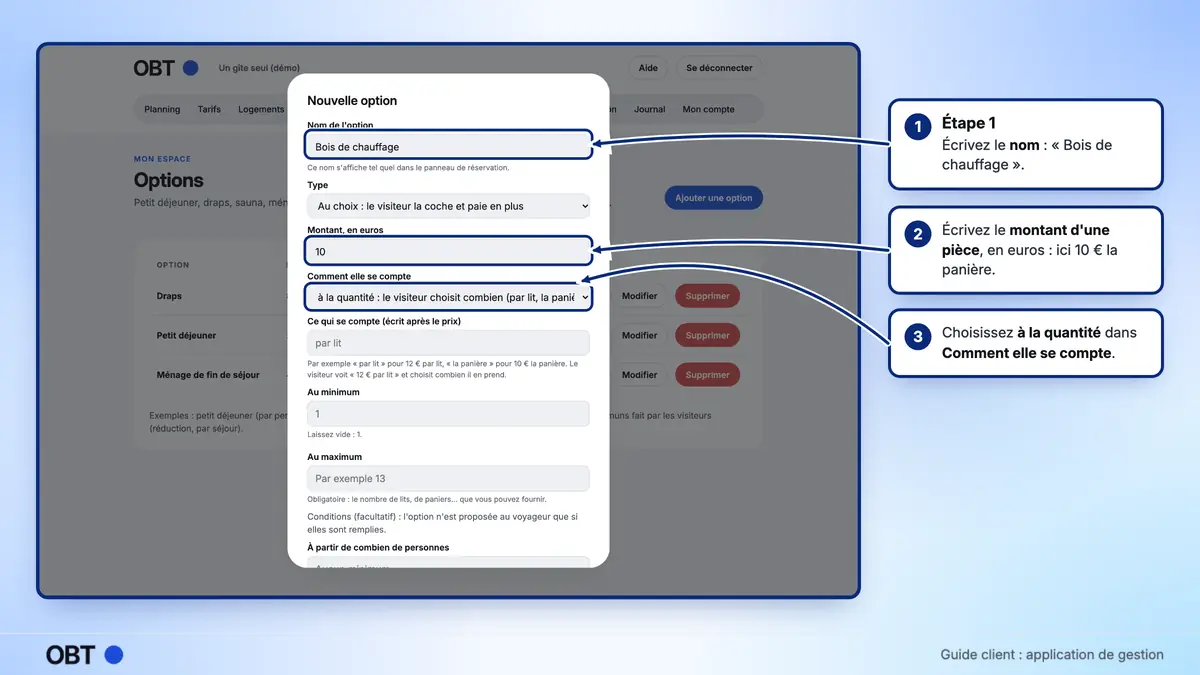 OBT
Un gîte seul (démo)
Aide
Se déconnecter
Planning
Tarifs
Logements
Journal
Mon compte
MON ESPACE
Options
Petit déjeuner, draps, sauna,
Ajouter une option
OPTION
Draps
Modifier
Supprimer
Petit déjeuner
Modifier
Supprimer
Ménage de fin de séjour
Modifier
Supprimer
Exemples : petit déjeuner (par
fait par les visiteurs
(réduction, par séjour).
Nouvelle option
Nom de l'option
Bois de chauffage
Ce nom s'affiche tel quel dans le panneau de réservation.
Type
Au choix : le visiteur la coche et paie en plus
Montant, en euros
10
Comment elle se compte
à la quantité : le visiteur choisit combien (par lit, la
Ce qui se compte (écrit après le prix)
par lit
Par exemple « par lit » pour 12 € par lit, « la panière » pour 10 € la panière. Le
visiteur voit « 12 € par lit » et choisit combien il en prend.
Au minimum
1
Laissez vide : 1.
Au maximum
Par exemple 13
Obligatoire : le nombre de lits, de paniers... que vous pouvez fournir.
Conditions (facultatif) : l'option n'est proposée au voyageur que si
elles sont remplies.
À partir de combien de personnes
1
Étape 1
Écrivez le nom : « Bois de
chauffage ».
2
Écrivez le montant d'une
pièce, en euros : ici 10 € la
panière.
3
Choisissez à la quantité dans
Comment elle se compte.
OBT
Guide client : application de gestion